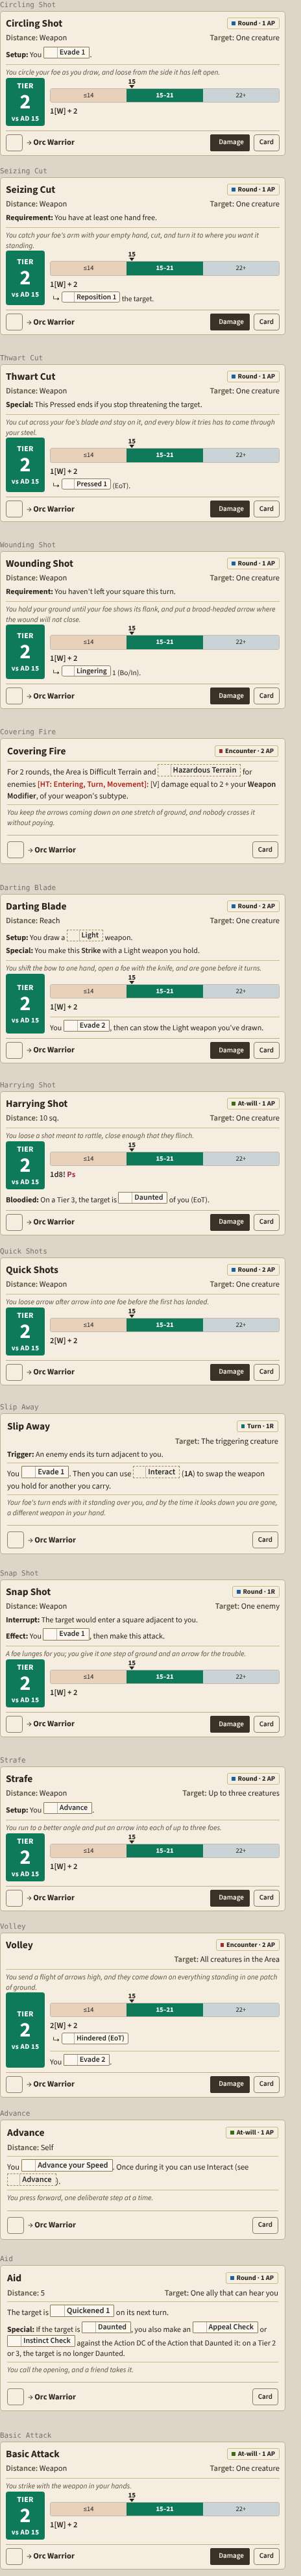 Circling Shot
Circling Shot
Round · 1 AP
Distance: Weapon
Target: One creature
Setup: You Evade 1.
You circle your foe as you draw, and loose from the side it has left open.
15
TIER
2
vs AD 15
≤14
15–21
22+
1[W] + 2
→ Orc Warrior
Damage
Card
Seizing Cut
Seizing Cut
Round · 1 AP
Distance: Weapon
Target: One creature
Requirement: You have at least one hand free.
You catch your foe's arm with your empty hand, cut, and turn it to where you want it
standing.
15
TIER
2
vs AD 15
≤14
15–21
22+
1[W] + 2
↳ Reposition 1 the target.
→ Orc Warrior
Damage
Card
Thwart Cut
Thwart Cut
Round · 1 AP
Distance: Weapon
Target: One creature
Special: This Pressed ends if you stop threatening the target.
You cut across your foe's blade and stay on it, and every blow it tries has to come through
your steel.
15
TIER
2
vs AD 15
≤14
15–21
22+
1[W] + 2
↳ Pressed 1 (EoT).
→ Orc Warrior
Damage
Card
Wounding Shot
Wounding Shot
Round · 1 AP
Distance: Weapon
Target: One creature
Requirement: You haven't left your square this turn.
You hold your ground until your foe shows its flank, and put a broad-headed arrow where
the wound will not close.
15
TIER
2
vs AD 15
≤14
15–21
22+
1[W] + 2
↳ Lingering 1 (Bo/In).
→ Orc Warrior
Damage
Card
Covering Fire
Covering Fire
Encounter · 2 AP
For 2 rounds, the Area is Difficult Terrain and Hazardous Terrain for
enemies [HT: Entering, Turn, Movement]: [V] damage equal to 2 + your Weapon
Modifier, of your weapon's subtype.
You keep the arrows coming down on one stretch of ground, and nobody crosses it
without paying.
→ Orc Warrior
Card
Darting Blade
Darting Blade
Round · 2 AP
Distance: Reach
Target: One creature
Setup: You draw a Light weapon.
Special: You make this Strike with a Light weapon you hold.
You shift the bow to one hand, open a foe with the knife, and are gone before it turns.
15
TIER
2
vs AD 15
≤14
15–21
22+
1[W] + 2
You Evade 2, then can stow the Light weapon you've drawn.
→ Orc Warrior
Damage
Card
Harrying Shot
Harrying Shot
At-will · 1 AP
Distance: 10 sq.
Target: One creature
You loose a shot meant to rattle, close enough that they flinch.
15
TIER
2
vs AD 15
≤14
15–21
22+
1d8! Ps
Bloodied: On a Tier 3, the target is Daunted of you (EoT).
→ Orc Warrior
Damage
Card
Quick Shots
Quick Shots
Round · 2 AP
Distance: Weapon
Target: One creature
You loose arrow after arrow into one foe before the first has landed.
15
TIER
2
vs AD 15
≤14
15–21
22+
2[W] + 2
→ Orc Warrior
Damage
Card
Slip Away
Slip Away
Turn · 1R
Target: The triggering creature
Trigger: An enemy ends its turn adjacent to you.
You Evade 1. Then you can use Interact (1A) to swap the weapon
you hold for another you carry.
Your foe's turn ends with it standing over you, and by the time it looks down you are gone,
a different weapon in your hand.
→ Orc Warrior
Card
Snap Shot
Snap Shot
Round · 1R
Distance: Weapon
Target: One enemy
Interrupt: The target would enter a square adjacent to you.
Effect: You Evade 1, then make this attack.
A foe lunges for you; you give it one step of ground and an arrow for the trouble.
15
TIER
2
vs AD 15
≤14
15–21
22+
1[W] + 2
→ Orc Warrior
Damage
Card
Strafe
Strafe
Round · 2 AP
Distance: Weapon
Target: Up to three creatures
Setup: You Advance.
You run to a better angle and put an arrow into each of up to three foes.
15
TIER
2
vs AD 15
≤14
15–21
22+
1[W] + 2
→ Orc Warrior
Damage
Card
Volley
Volley
Encounter · 2 AP
Target: All creatures in the Area
You send a flight of arrows high, and they come down on everything standing in one patch
of ground.
15
TIER
2
vs AD 15
≤14
15–21
22+
2[W] + 2
↳ Hindered (EoT)
You Evade 2.
→ Orc Warrior
Damage
Card
Advance
Advance
At-will · 1 AP
Distance: Self
You Advance your Speed. Once during it you can use Interact (see
Advance).
You press forward, one deliberate step at a time.
→ Orc Warrior
Card
Aid
Aid
Round · 1 AP
Distance: 5
Target: One ally that can hear you
The target is Quickened 1 on its next turn.
Special: If the target is Daunted, you also make an Appeal Check or
Instinct Check against the Action DC of the Action that Daunted it: on a Tier 2
or 3, the target is no longer Daunted.
You call the opening, and a friend takes it.
→ Orc Warrior
Card
Basic Attack
Basic Attack
At-will · 1 AP
Distance: Weapon
Target: One creature
You strike with the weapon in your hands.
15
TIER
2
vs AD 15
≤14
15–21
22+
1[W] + 2
→ Orc Warrior
Damage
Card